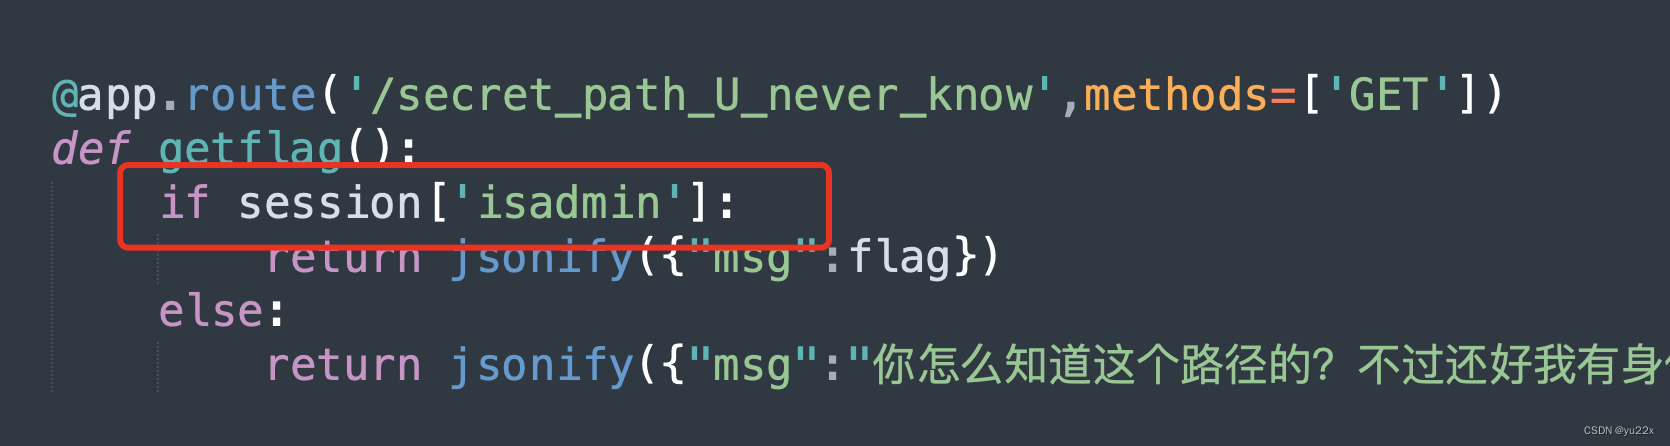 @app.route('/secret_path_U_never_know',methods=['GET'])
def getflag():
    if session['isadmin']:
        return jsonify({"msg":flag})
    else:
        return jsonify({"msg":"你怎么知道这个路径的？不过还好我有身
CSDN @yu22x